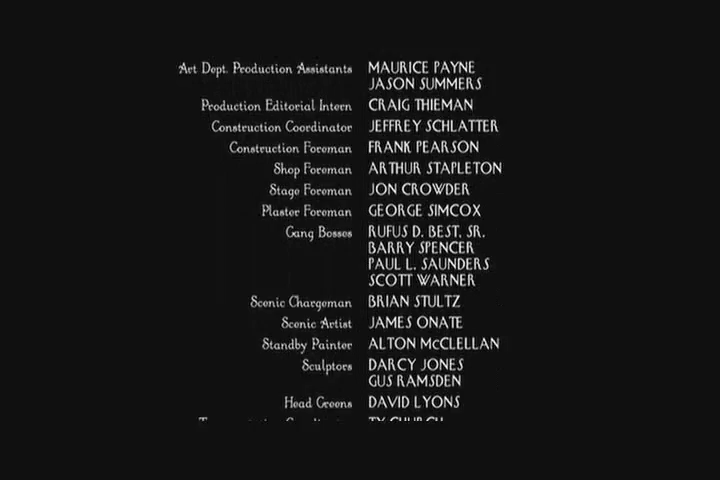 Art Dept. Production Assistants MAURICE PAYNE
JASON SUMMERS
Production Editorial Intern CRAIG THIEMAN
Construction Coordinator JEFFREY SCHLATTER
Construction Foreman FRANK PEARSON
Shop Foreman ARTHUR STAPLETON
Stage Foreman JON CROWDER
Plaster Foreman GEORGE SIMCOX
Gang Bosses RUFUS D. BEST, SR.
BARRY SPENCER
PAUL L. SAUNDERS
SCOTT WARNER
Scenic Chargeman BRIAN STULTZ
Scenic Artist JAMES ONATE
Standby Painter ALTON McCLELLAN
Sculptors DARCY JONES
GUS RAMSDEN
Head Greens DAVID LYONS